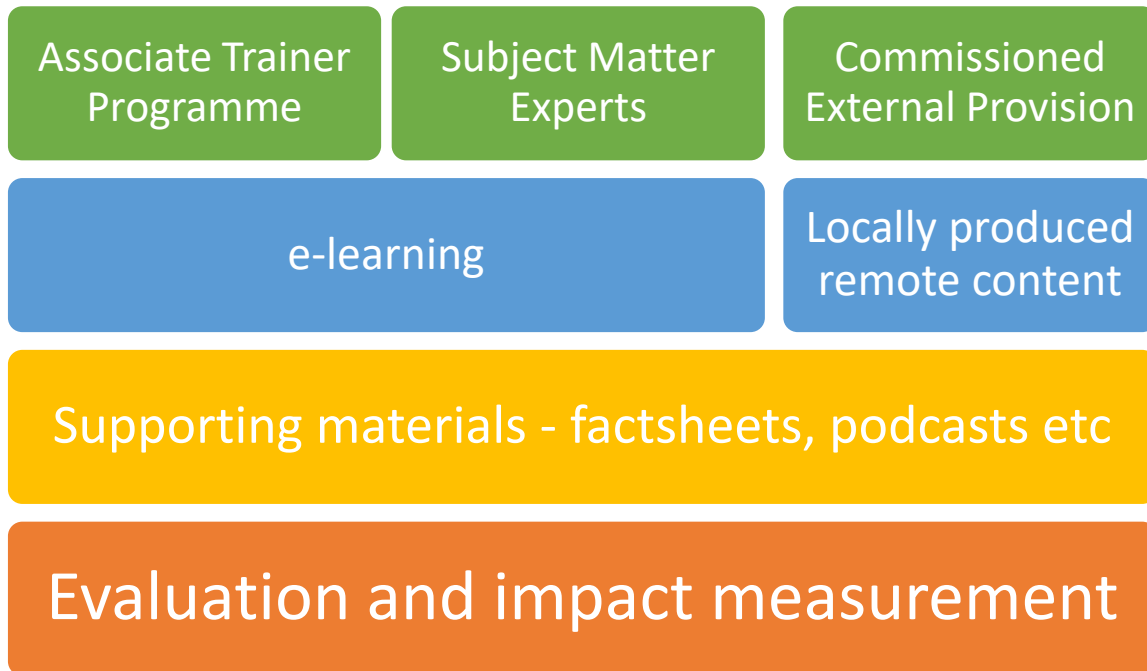 Associate Trainer
Programme
Subject Matter
Experts
Commissioned
External Provision
e-learning
Locally produced
remote content
Supporting materials - factsheets, podcasts etc
Evaluation and impact measurement